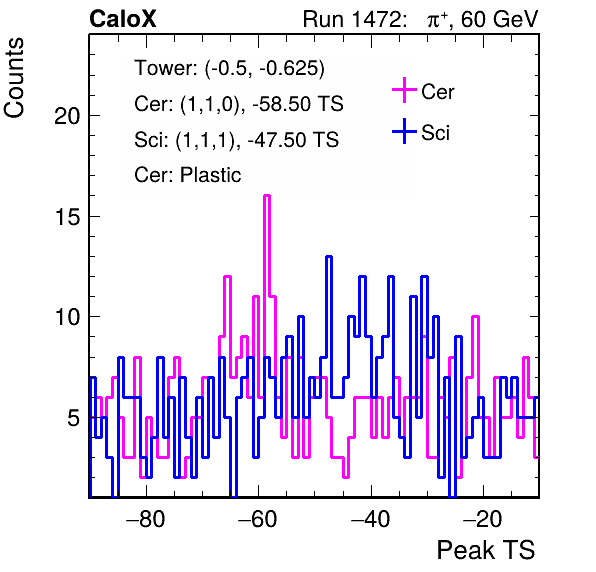 CaloX Run 1472: π⁺, 60 GeV
Counts
Tower: (-0.5, -0.625)
Cer: (1,1,0), -58.50 TS
Sci: (1,1,1), -47.50 TS
Cer: Plastic
Cer
Sci
20
15
10
5
−80 −60 −40 −20
Peak TS